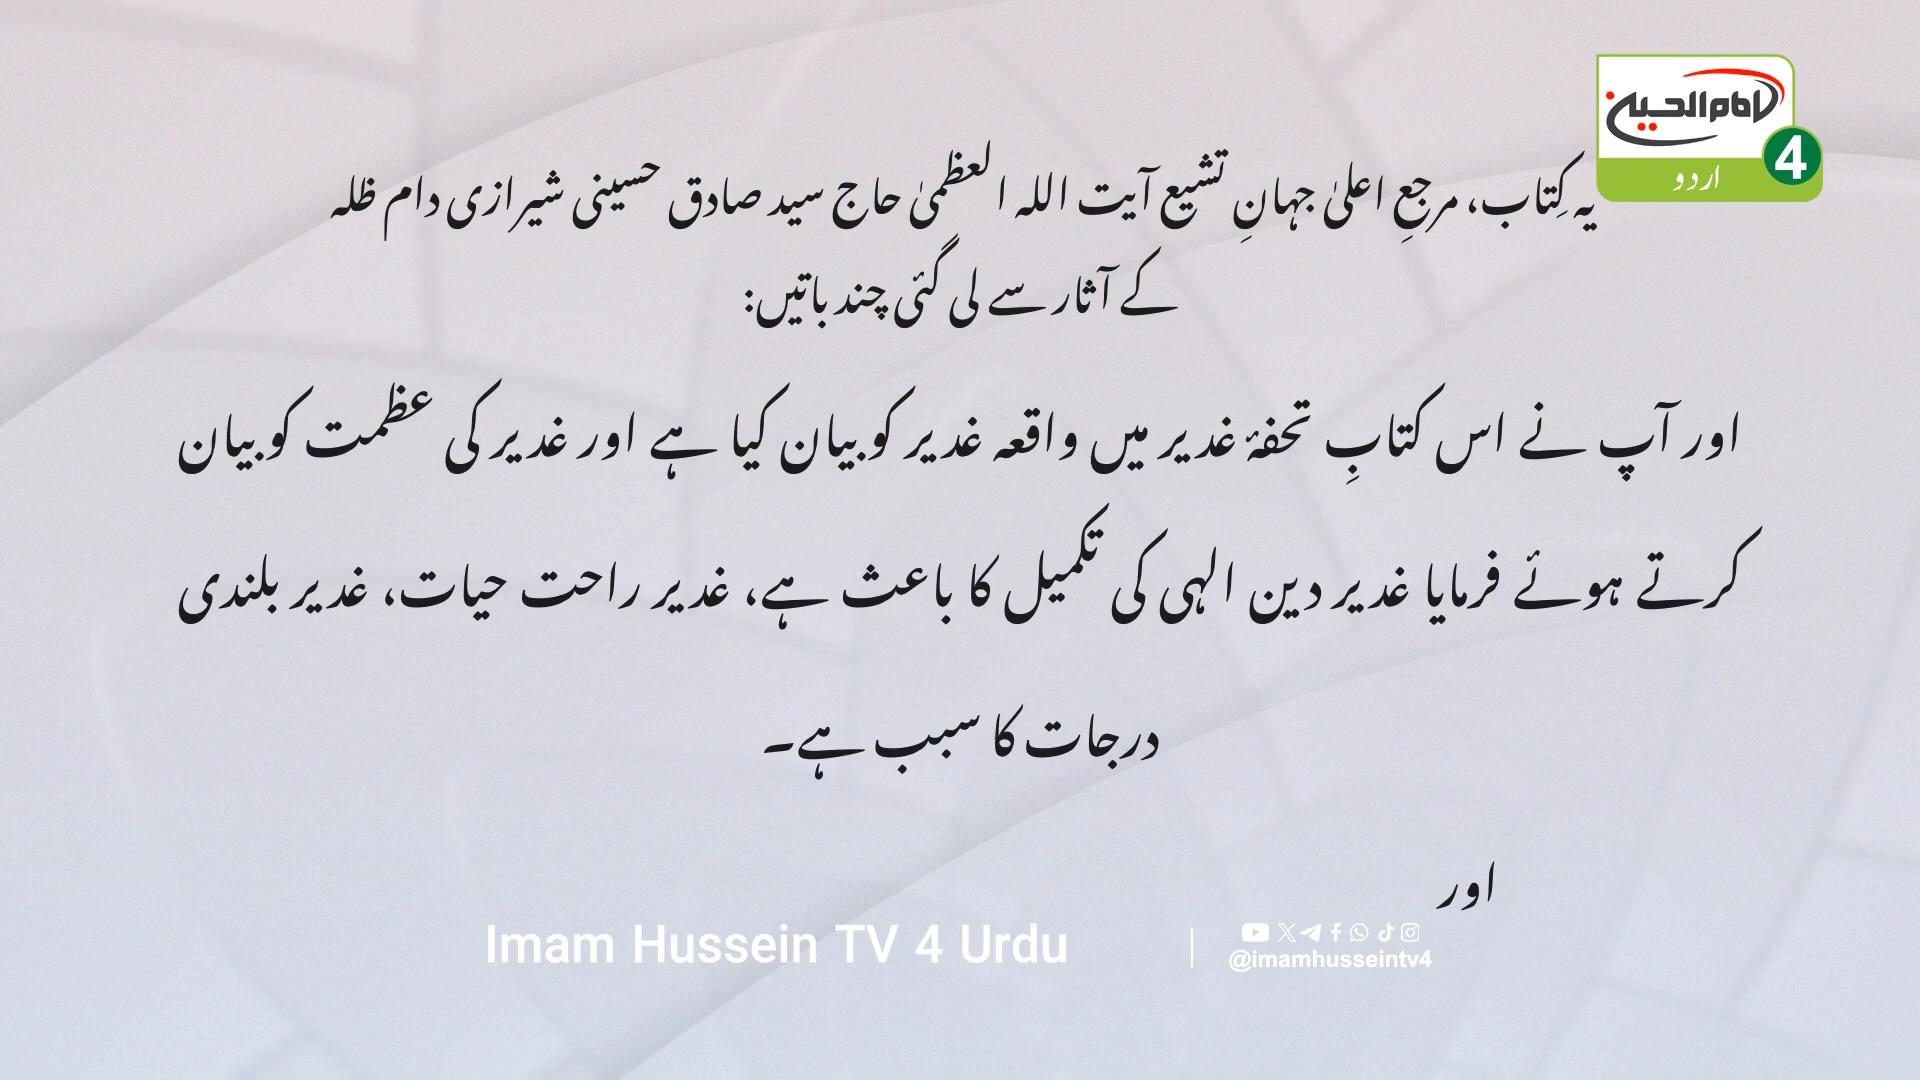 امام الحسین
4
اردو
یہ کِتاب، مرجعِ اعلیٰ جہانِ تشیع آیت اللہ العظمیٰ حاج سید صادق حسینی شیرازی دام ظلہ
کے آثار سے لی گئی چند باتیں:
اور آپ نے اس کتابِ تحفۂ غدیر میں واقعہ غدیر کو بیان کیا ہے اور غدیر کی عظمت کو بیان
کرتے ہوئے فرمایا غدیر دین الہی کی تکمیل کا باعث ہے، غدیر راحت حیات، غدیر بلندی
درجات کا سبب ہے۔
اور
Imam Hussein TV 4 Urdu
@imamhusseintv4